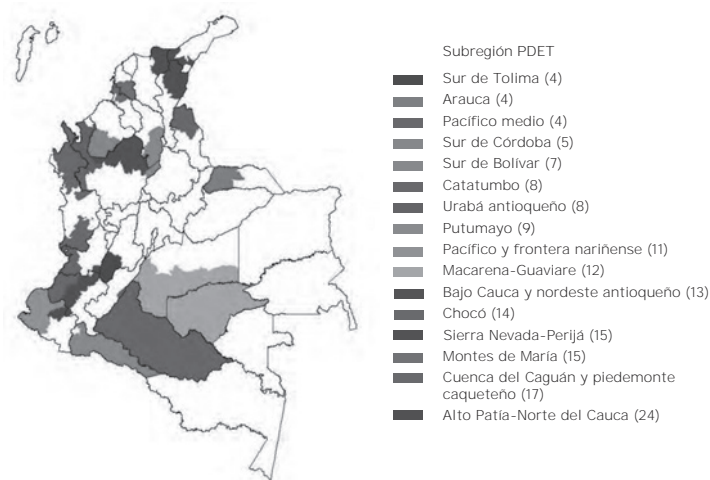 Subregión PDET
Sur de Tolima (4)
Arauca (4)
Pacífico medio (4)
Sur de Córdoba (5)
Sur de Bolívar (7)
Catatumbo (8)
Urabá antioqueño (8)
Putumayo (9)
Pacífico y frontera nariñense (11)
Macarena-Guaviare (12)
Bajo Cauca y nordeste antioqueño (13)
Chocó (14)
Sierra Nevada-Perijá (15)
Montes de María (15)
Cuenca del Caguán y piedemonte
caqueteño (17)
Alto Patía-Norte del Cauca (24)